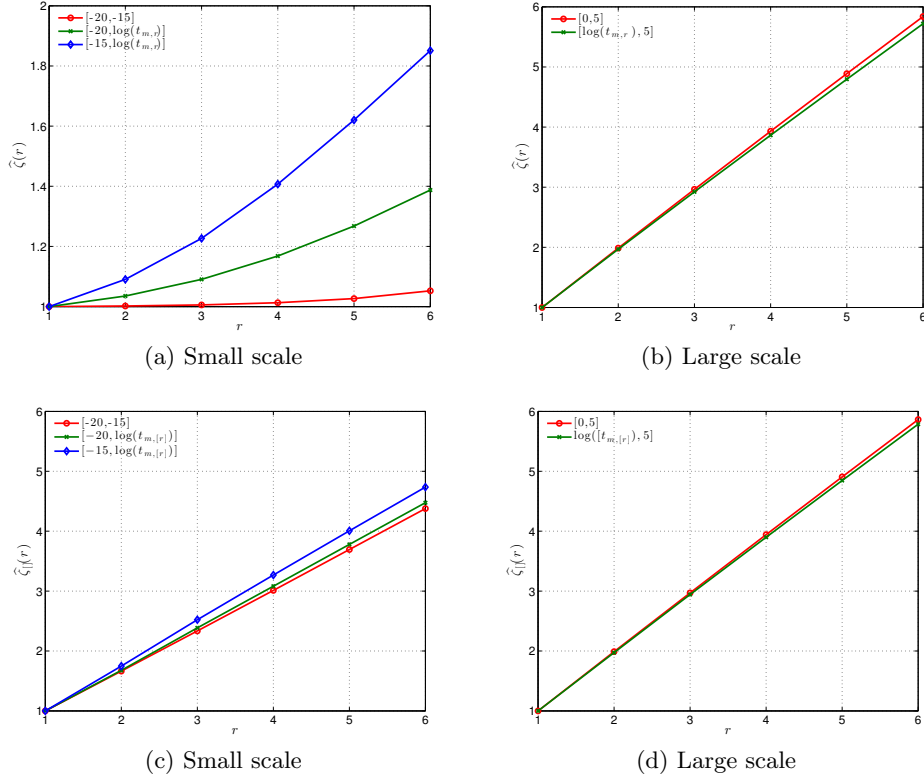 [-20,-15]
[-20,log(t_{m,r})]
[-15,log(t_{m,r})]
2
1.8
1.6
1.4
1.2
1
ζ̂(r)
1 2 3 4 5 6
r
(a) Small scale
[0,5]
[log(t_{m,r}), 5]
6
5
4
3
2
1
ζ̂(r)
1 2 3 4 5 6
r
(b) Large scale
[-20,-15]
[−20,log(t_{m,[r]})]
[−15,log(t_{m,[r]})]
6
5
4
3
2
1
ζ̂_{[]}(r)
1 2 3 4 5 6
r
(c) Small scale
[0,5]
log([t_{m,[r]}), 5]
6
5
4
3
2
1
ζ̂_{[]}(r)
1 2 3 4 5 6
r
(d) Large scale